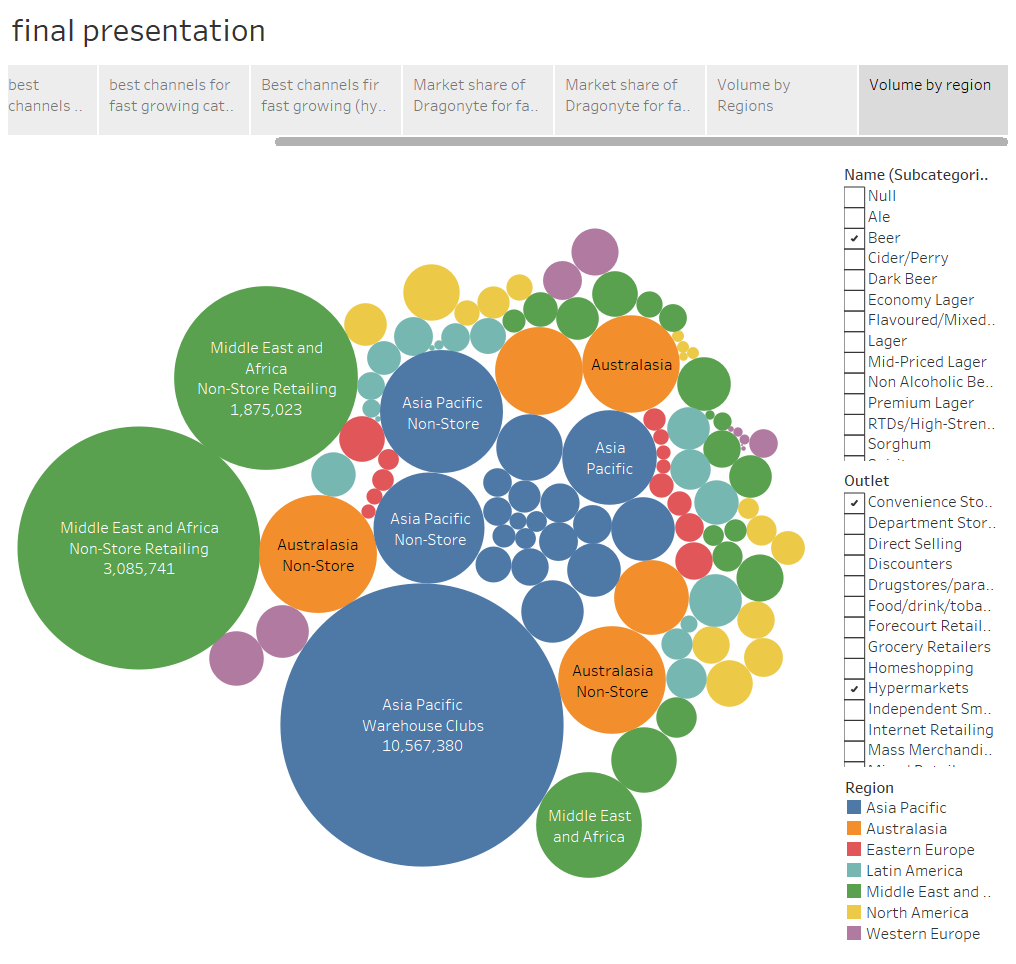 final presentation
best
channels ..
best channels for
fast growing cat..
Best channels fir
fast growing (hy..
Market share of
Dragonyte for fa..
Market share of
Dragonyte for fa..
Volume by
Regions
Volume by region
Middle East and
Africa
Non-Store Retailing
1,875,023
Asia Pacific
Non-Store
Australasia
Asia
Pacific
Middle East and Africa
Non-Store Retailing
3,085,741
Australasia
Non-Store
Asia Pacific
Non-Store
Asia Pacific
Warehouse Clubs
10,567,380
Australasia
Non-Store
Middle East
and Africa
Name (Subcategori..
Null
Ale
Beer
Cider/Perry
Dark Beer
Economy Lager
Flavoured/Mixed..
Lager
Mid-Priced Lager
Non Alcoholic Be..
Premium Lager
RTDs/High-Stren..
Sorghum
Outlet
Convenience Sto..
Department Stor..
Direct Selling
Discounters
Drugstores/para..
Food/drink/toba..
Forecourt Retail..
Grocery Retailers
Homeshopping
Hypermarkets
Independent Sm..
Internet Retailing
Mass Merchandi..
Region
Asia Pacific
Australasia
Eastern Europe
Latin America
Middle East and ..
North America
Western Europe